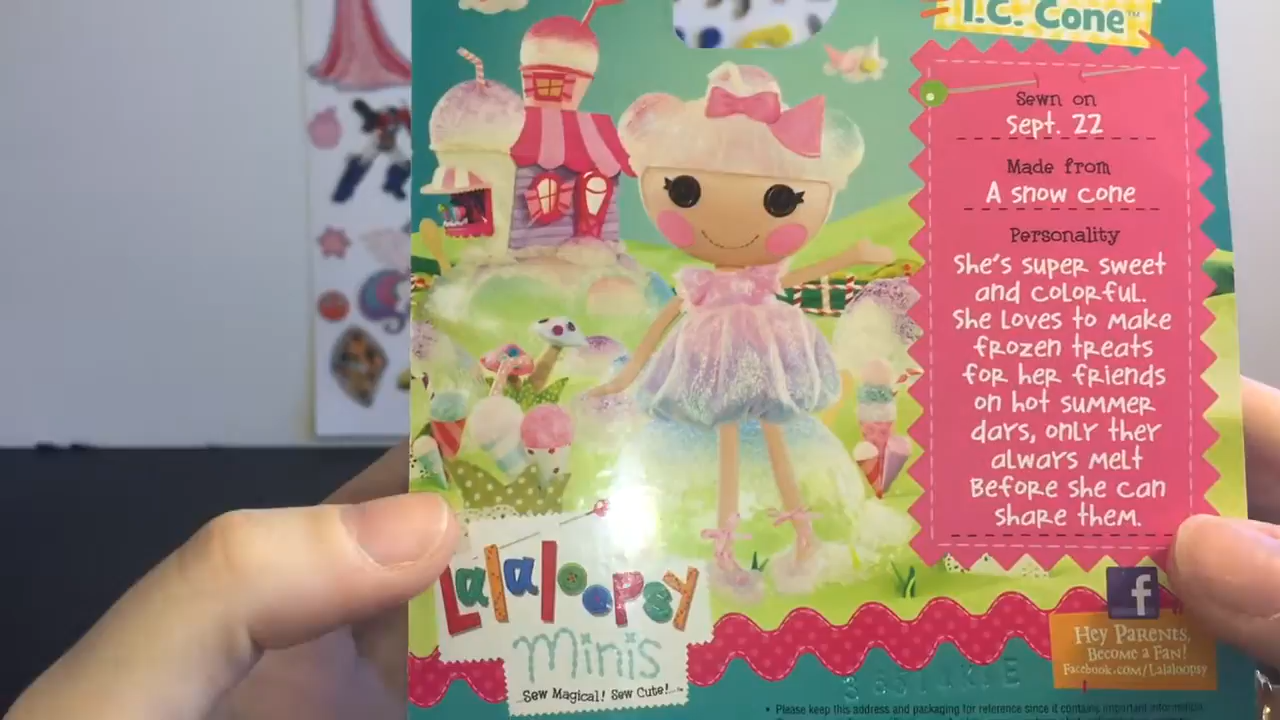 I.C. Cone™
Sewn on
Sept. 22
Made from
A snow cone
Personality
She's super sweet
and colorful.
She loves to make
frozen treats
for her friends
on hot summer
days, only they
always melt
Before she can
share them.
Lalaloopsy
minis
Sew Magical! Sew Cute!™
f
Hey Parents,
Become a Fan!
Facebook.com/Lalaloopsy
• Please keep this address and packaging for reference since it contains important information.